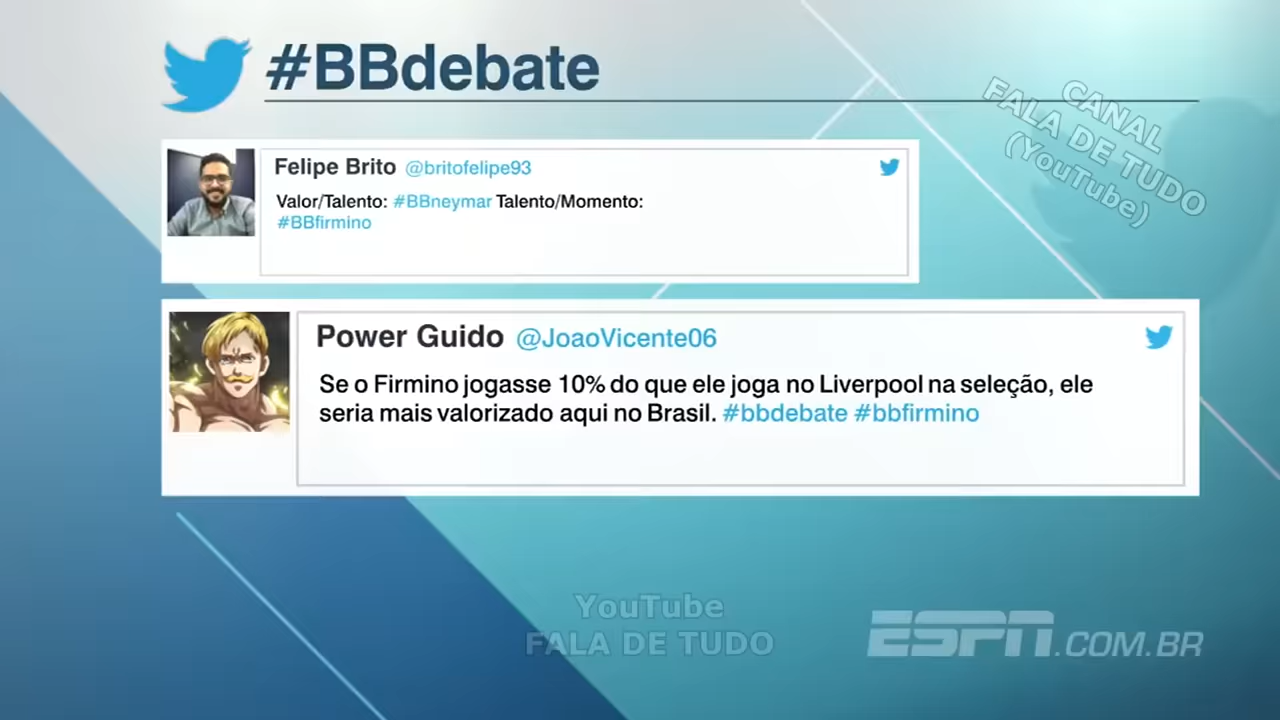 #BBdebate
CANAL
FALA DE TUDO
(YouTube)
Felipe Brito @britofelipe93
Valor/Talento: #BBneymar Talento/Momento:
#BBfirmino
Power Guido @JoaoVicente06
Se o Firmino jogasse 10% do que ele joga no Liverpool na seleção, ele
seria mais valorizado aqui no Brasil. #bbdebate #bbfirmino
YouTube
FALA DE TUDO
ESPN.COM.BR